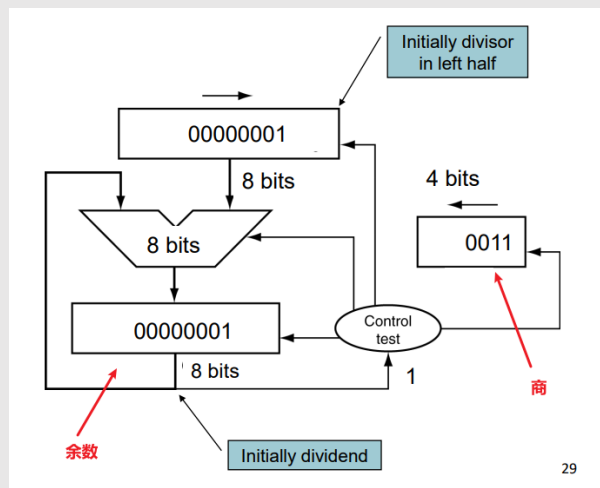 Initially divisor
in left half
00000001
8 bits
4 bits
8 bits
0011
00000001
Control
test
8 bits
1
商
余数
Initially dividend
29